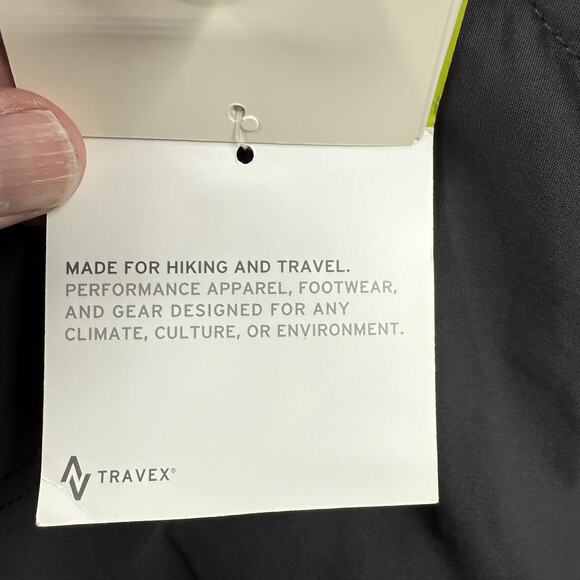 MADE FOR HIKING AND TRAVEL.
PERFORMANCE APPAREL, FOOTWEAR,
AND GEAR DESIGNED FOR ANY
CLIMATE, CULTURE, OR ENVIRONMENT.
TRAVEX®